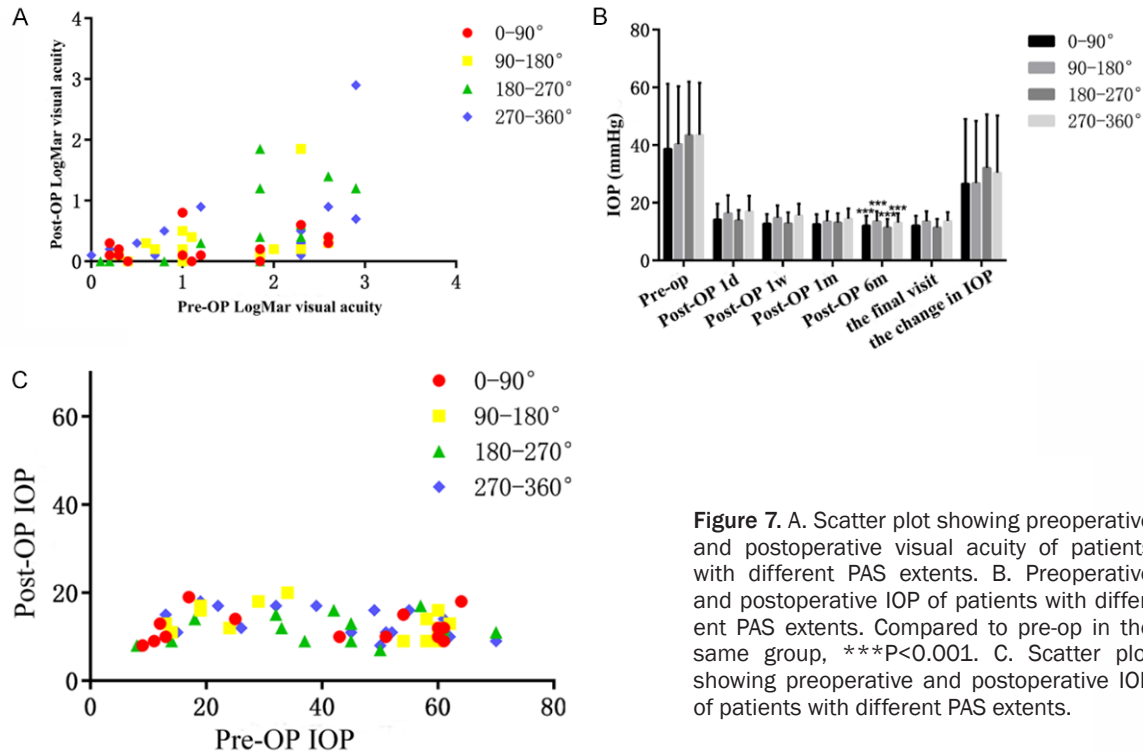 A
4
3
2
1
0
0
1
2
3
4
Post-OP LogMar visual acuity
Pre-OP LogMar visual acuity
0-90°
90-180°
180-270°
270-360°
B
80
60
40
20
0
IOP (mmHg)
***
***
***
***
Pre-op
Post-OP 1d
Post-OP 1w
Post-OP 1m
Post-OP 6m
the final visit
the change in IOP
0-90°
90-180°
180-270°
270-360°
C
60
40
20
0
0
20
40
60
80
Post-OP IOP
Pre-OP IOP
0-90°
90-180°
180-270°
270-360°
Figure 7. A. Scatter plot showing preoperative
and postoperative visual acuity of patients
with different PAS extents. B. Preoperative
and postoperative IOP of patients with differ
ent PAS extents. Compared to pre-op in the
same group, ***P<0.001. C. Scatter plot
showing preoperative and postoperative IOP
of patients with different PAS extents.